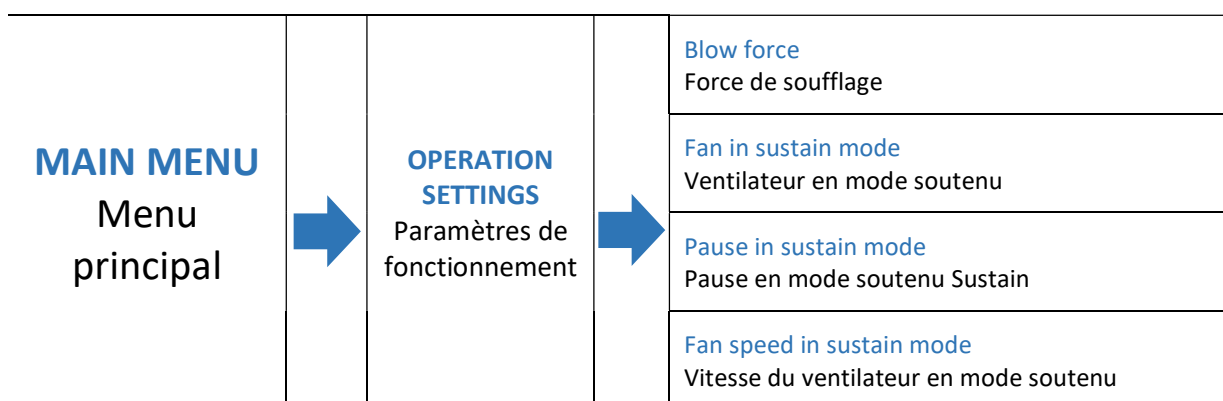 MAIN MENU
Menu
principal
OPERATION
SETTINGS
Paramètres de
fonctionnement
Blow force
Force de soufflage
Fan in sustain mode
Ventilateur en mode soutenu
Pause in sustain mode
Pause en mode soutenu Sustain
Fan speed in sustain mode
Vitesse du ventilateur en mode soutenu